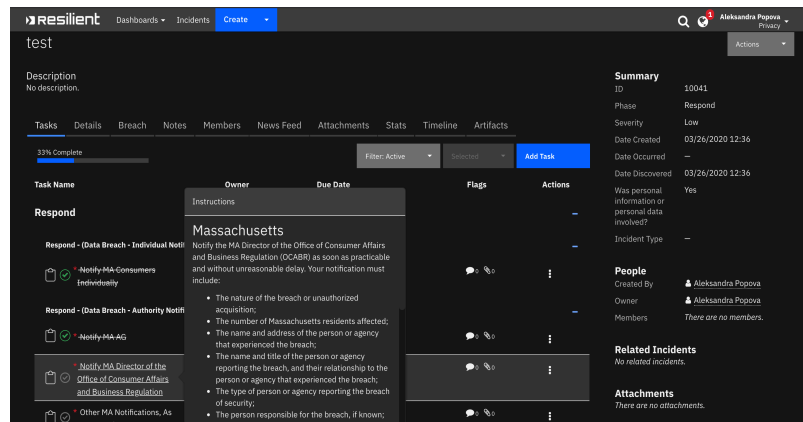 Resilient Dashboards Incidents Create
1 Aleksandra Popova
Privacy
test
Actions
Description
No description.
Tasks Details Breach Notes Members News Feed Attachments Stats Timeline Artifacts
33% Complete
Filter: Active Selected Add Task
Task Name Owner Due Date Flags Actions
Respond
Respond - (Data Breach - Individual Noti
* Notify MA Consumers
Individually
0 0
Respond - (Data Breach - Authority Notifi
* Notify MA AG
0 0
* Notify MA Director of the
Office of Consumer Affairs
and Business Regulation
0 0
* Other MA Notifications, As
0 0
Instructions
Massachusetts
Notify the MA Director of the Office of Consumer Affairs
and Business Regulation (OCABR) as soon as practicable
and without unreasonable delay. Your notification must
include:
• The nature of the breach or unauthorized
acquisition;
• The number of Massachusetts residents affected;
• The name and address of the person or agency
that experienced the breach;
• The name and title of the person or agency
reporting the breach, and their relationship to the
person or agency that experienced the breach;
• The type of person or agency reporting the breach
of security;
• The person responsible for the breach, if known;
Summary
ID 10041
Phase Respond
Severity Low
Date Created 03/26/2020 12:36
Date Occurred —
Date Discovered 03/26/2020 12:36
Was personal Yes
information or
personal data
involved?
Incident Type —
People
Created By Aleksandra Popova
Owner Aleksandra Popova
Members There are no members.
Related Incidents
No related incidents.
Attachments
There are no attachments.